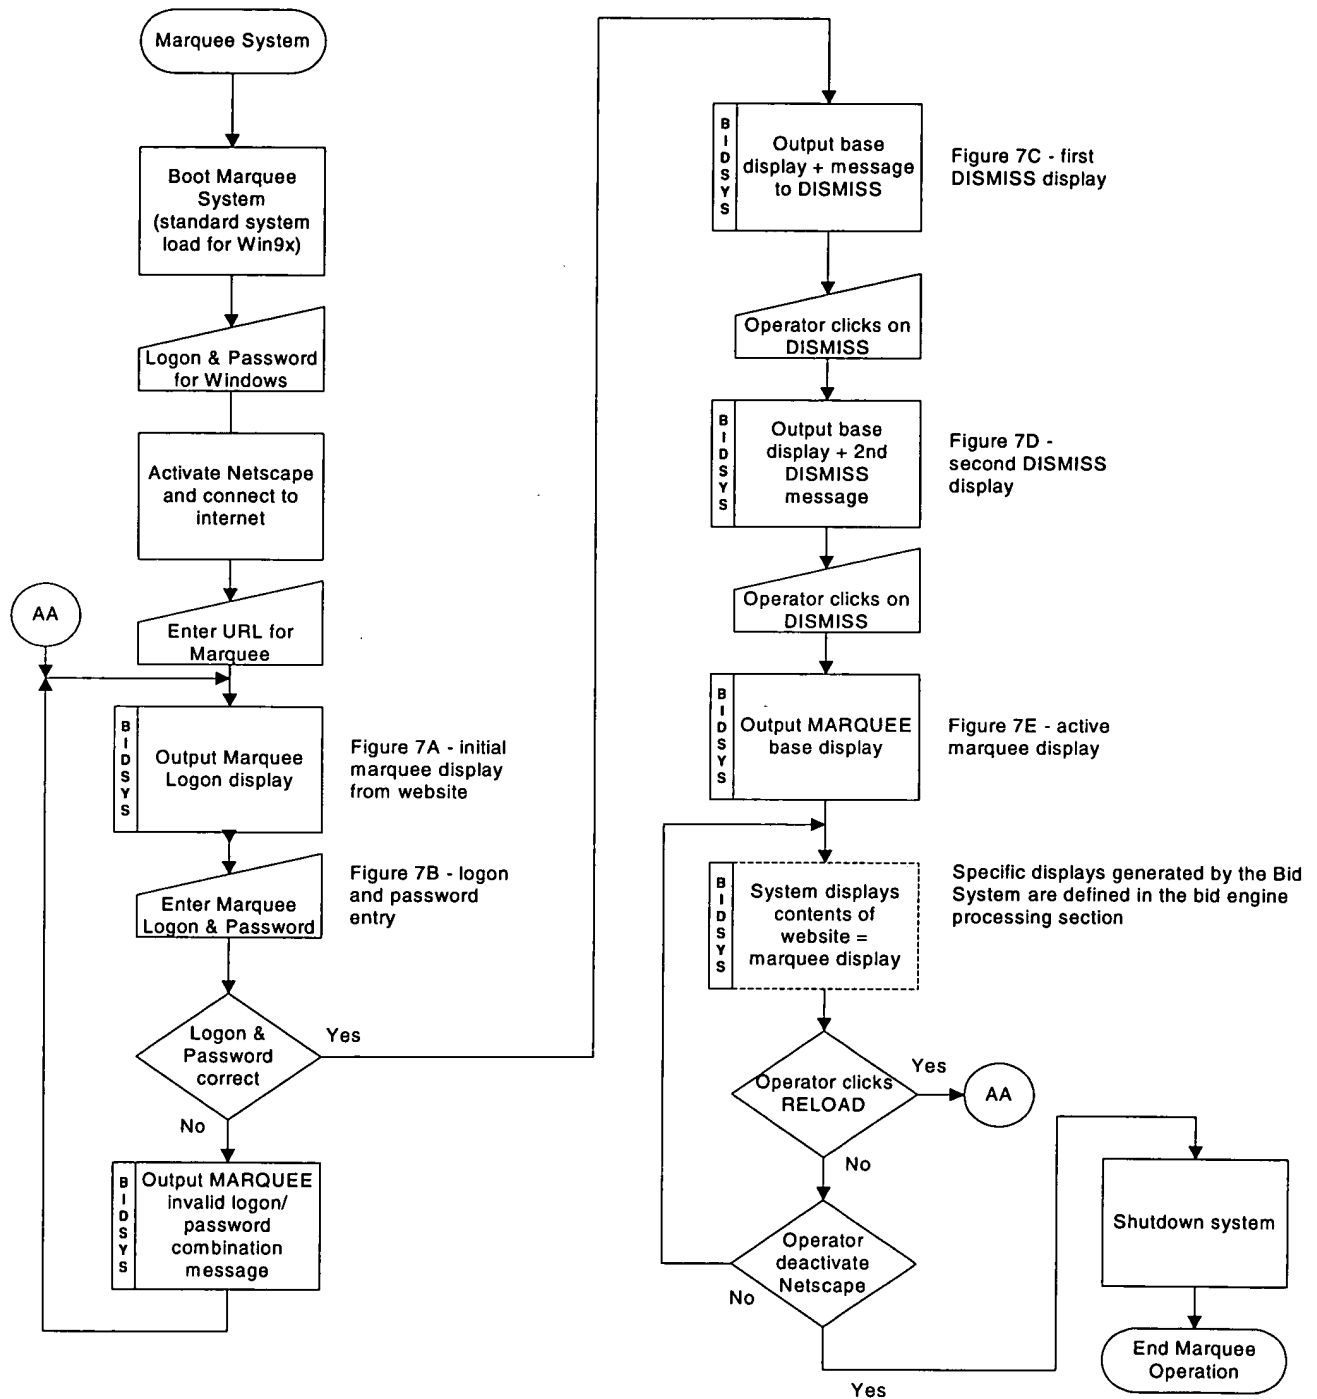 Marquee System
Boot Marquee
System
(standard system
load for Win9x)
Logon & Password
for Windows
Activate Netscape
and connect to
internet
Enter URL for
Marquee
AA
BIDSYS
Output Marquee
Logon display
Figure 7A - initial
marquee display
from website
Enter Marquee
Logon & Password
Figure 7B - logon
and password
entry
Logon &
Password
correct
Yes
No
BIDSYS
Output MARQUEE
invalid logon/
password
combination
message
BIDSYS
Output base
display + message
to DISMISS
Figure 7C - first
DISMISS display
Operator clicks on
DISMISS
BIDSYS
Output base
display + 2nd
DISMISS
message
Figure 7D -
second DISMISS
display
Operator clicks on
DISMISS
BIDSYS
Output MARQUEE
base display
Figure 7E - active
marquee display
BIDSYS
System displays
contents of
website =
marquee display
Specific displays generated by the Bid
System are defined in the bid engine
processing section
Operator clicks
RELOAD
Yes
AA
No
Operator
deactivate
Netscape
No
Yes
Shutdown system
End Marquee
Operation